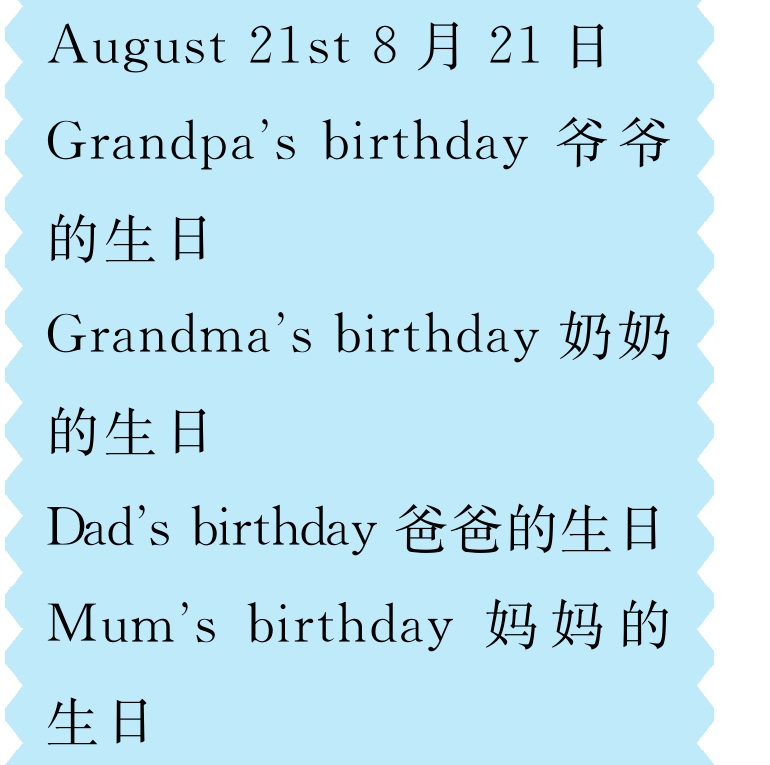 August 21st 8 月 21 日
Grandpa’s birthday 爷爷
的生日
Grandma’s birthday 奶奶
的生日
Dad’s birthday 爸爸的生日
Mum’s birthday 妈妈的
生日